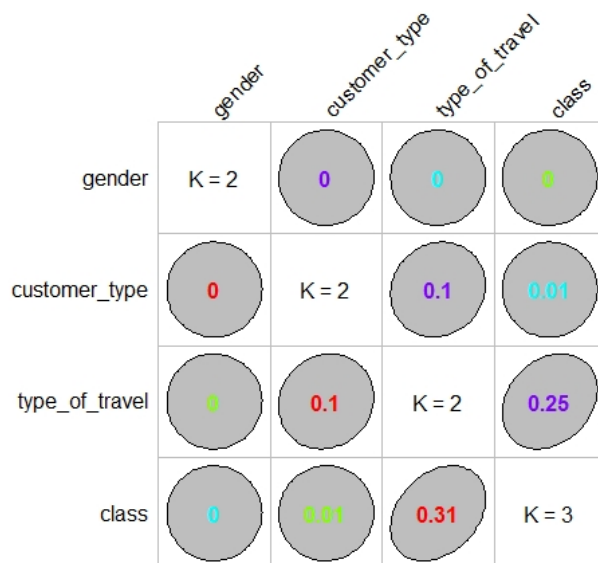 gender customer_type type_of_travel class
gender K = 2 0 0 0
customer_type 0 K = 2 0.1 0.01
type_of_travel 0 0.1 K = 2 0.25
class 0 0.01 0.31 K = 3